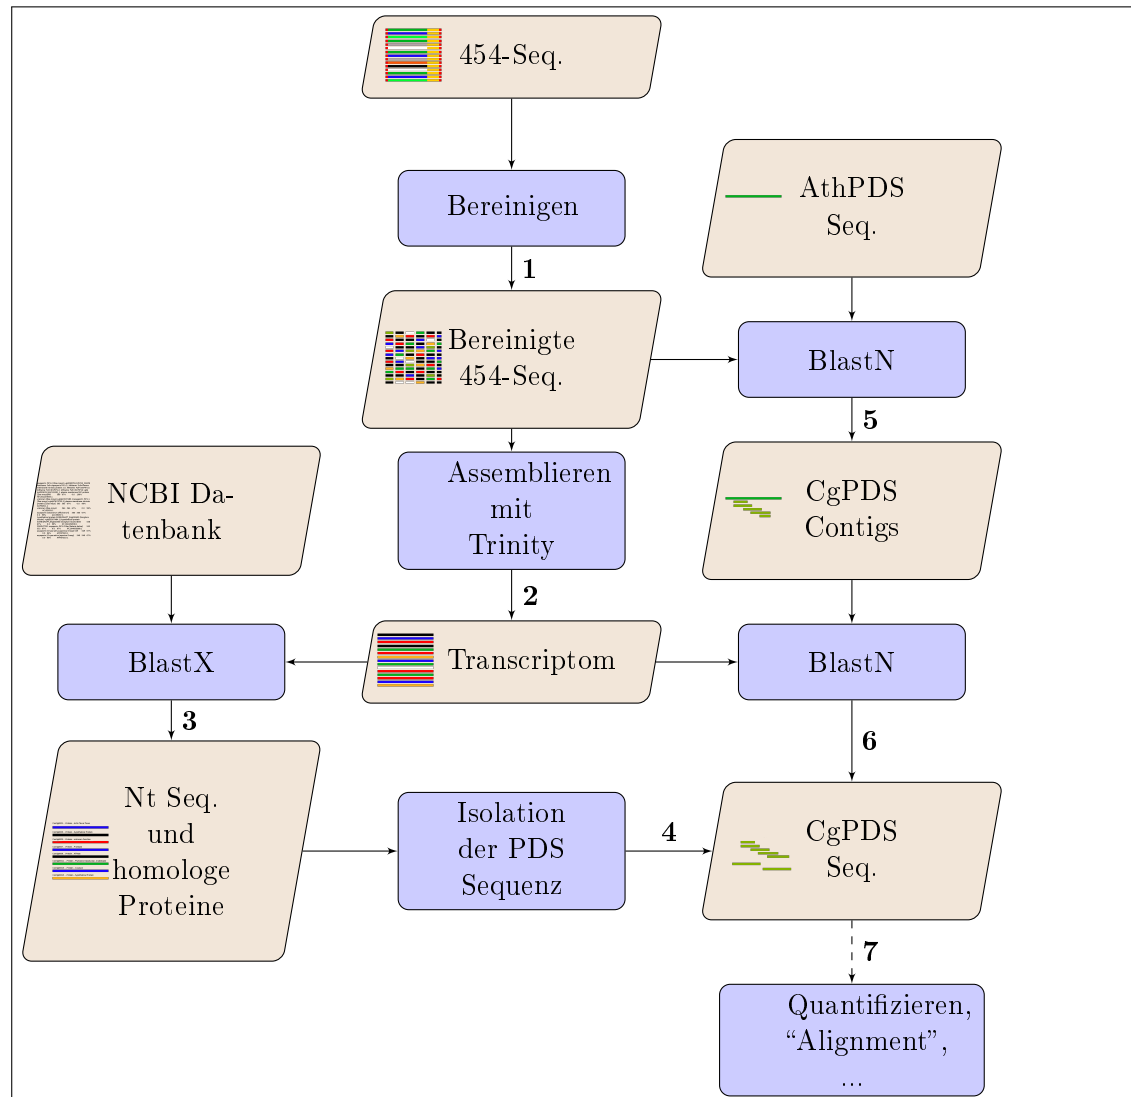 454-Seq.
Bereinigen
AthPDS
Seq.
1
Bereinigte
454-Seq.
BlastN
5
NCBI Da-
tenbank
Assemblieren
mit
Trinity
CgPDS
Contigs
2
BlastX
Transcriptom
BlastN
3
6
Nt Seq.
und
homologe
Proteine
Isolation
der PDS
Sequenz
4
CgPDS
Seq.
7
Quantifizieren,
“Alignment”,
...